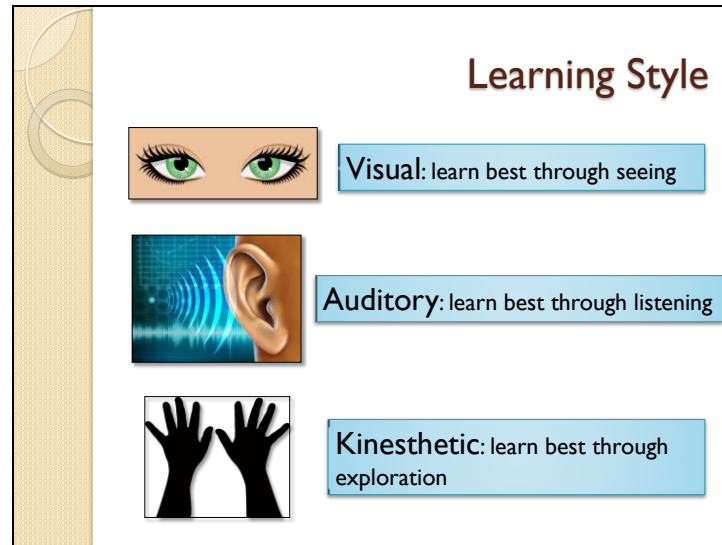 Learning Style
Visual: learn best through seeing
Auditory: learn best through listening
Kinesthetic: learn best through
exploration